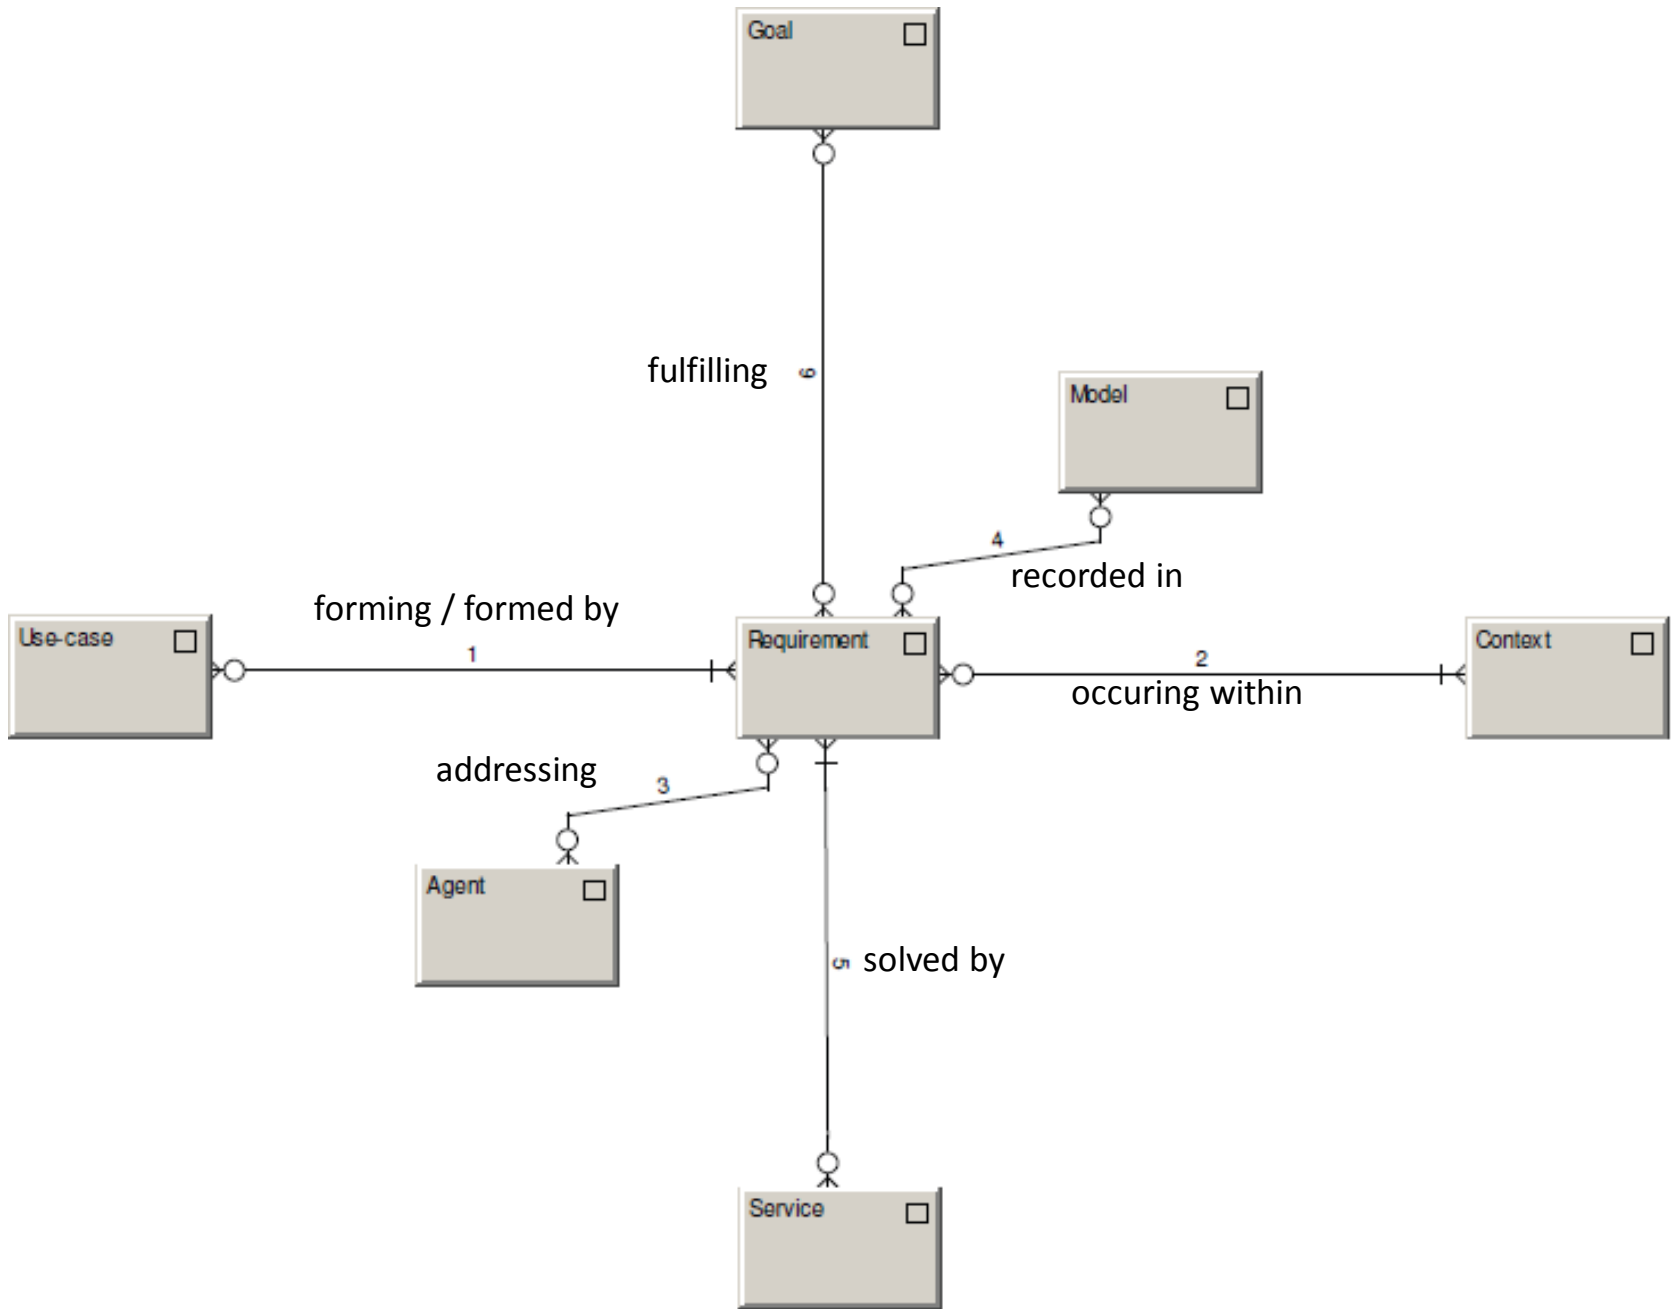 Goal
fulfilling
6
Model
4
recorded in
forming / formed by
Use-case
1
Requirement
2
Context
occuring within
addressing
3
Agent
5
solved by
Service